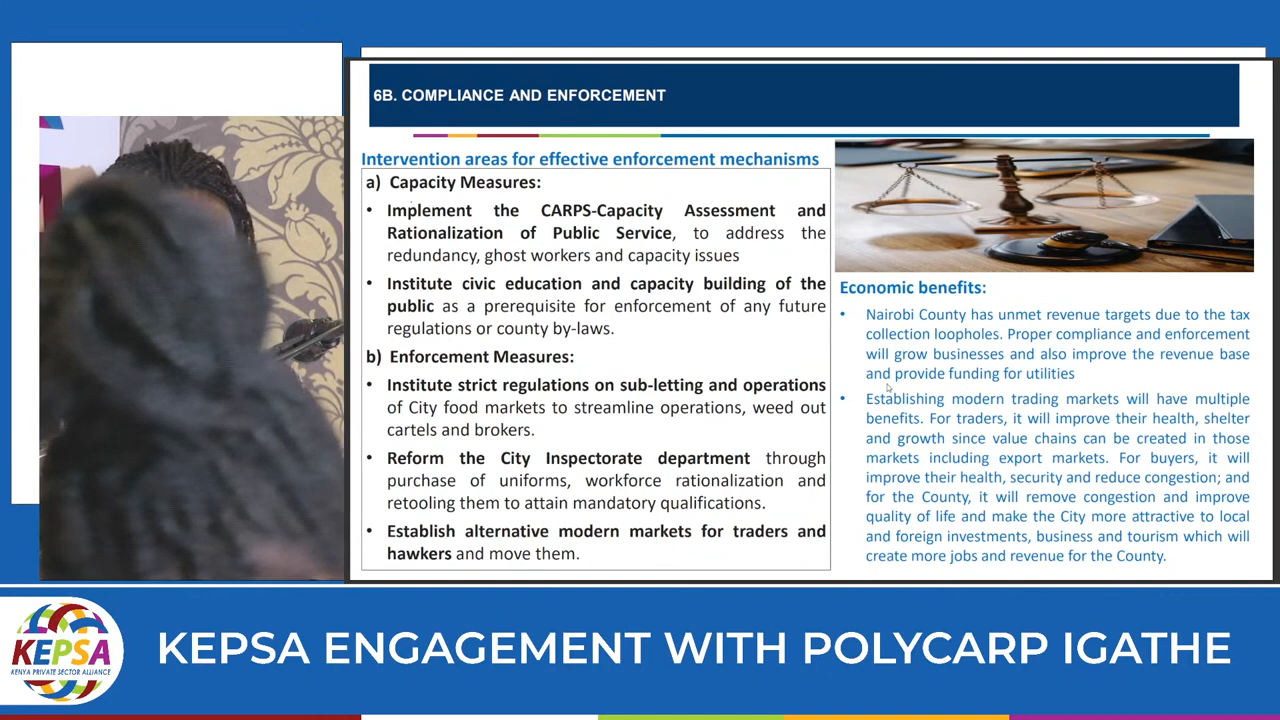 6B. COMPLIANCE AND ENFORCEMENT
Intervention areas for effective enforcement mechanisms
a) Capacity Measures:
• Implement the CARPS-Capacity Assessment and
Rationalization of Public Service, to address the
redundancy, ghost workers and capacity issues
• Institute civic education and capacity building of the
public as a prerequisite for enforcement of any future
regulations or county by-laws.
b) Enforcement Measures:
• Institute strict regulations on sub-letting and operations
of City food markets to streamline operations, weed out
cartels and brokers.
• Reform the City Inspectorate department through
purchase of uniforms, workforce rationalization and
retooling them to attain mandatory qualifications.
• Establish alternative modern markets for traders and
hawkers and move them.
Economic benefits:
• Nairobi County has unmet revenue targets due to the tax
collection loopholes. Proper compliance and enforcement
will grow businesses and also improve the revenue base
and provide funding for utilities
• Establishing modern trading markets will have multiple
benefits. For traders, it will improve their health, shelter
and growth since value chains can be created in those
markets including export markets. For buyers, it will
improve their health, security and reduce congestion; and
for the County, it will remove congestion and improve
quality of life and make the City more attractive to local
and foreign investments, business and tourism which will
create more jobs and revenue for the County.
KEPSA
KENYA PRIVATE SECTOR ALLIANCE
KEPSA ENGAGEMENT WITH POLYCARP IGATHE